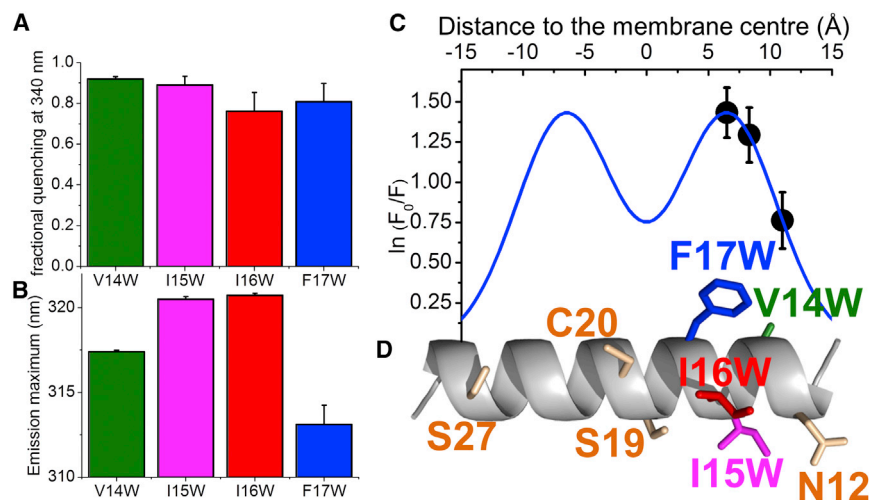 A
fractional quenching at 340 nm
1.0
0.8
0.6
0.4
0.2
0.0
V14W I15W I16W F17W
B
Emission maximum (nm)
320
315
310
V14W I15W I16W F17W
C
Distance to the membrane centre (Å)
-15 -10 -5 0 5 10 15
ln (F0/F)
1.50
1.25
1.00
0.75
0.50
0.25
D
F17W
V14W
C20
I16W
S27
S19
I15W
N12